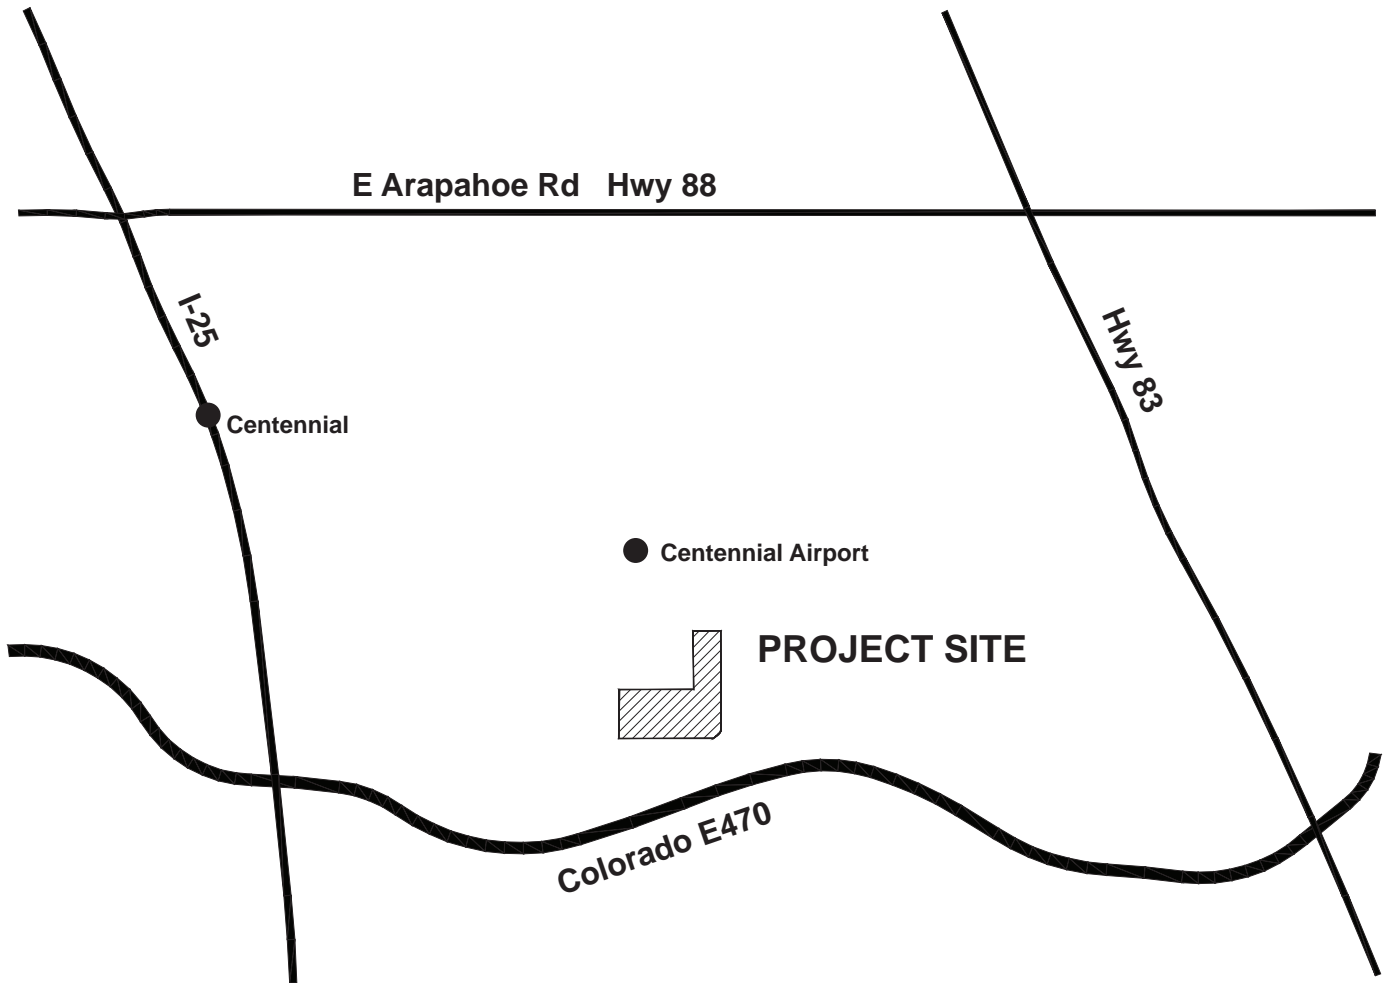 E Arapahoe Rd   Hwy 88
I-25
Hwy 83
Centennial
Centennial Airport
PROJECT SITE
Colorado E470